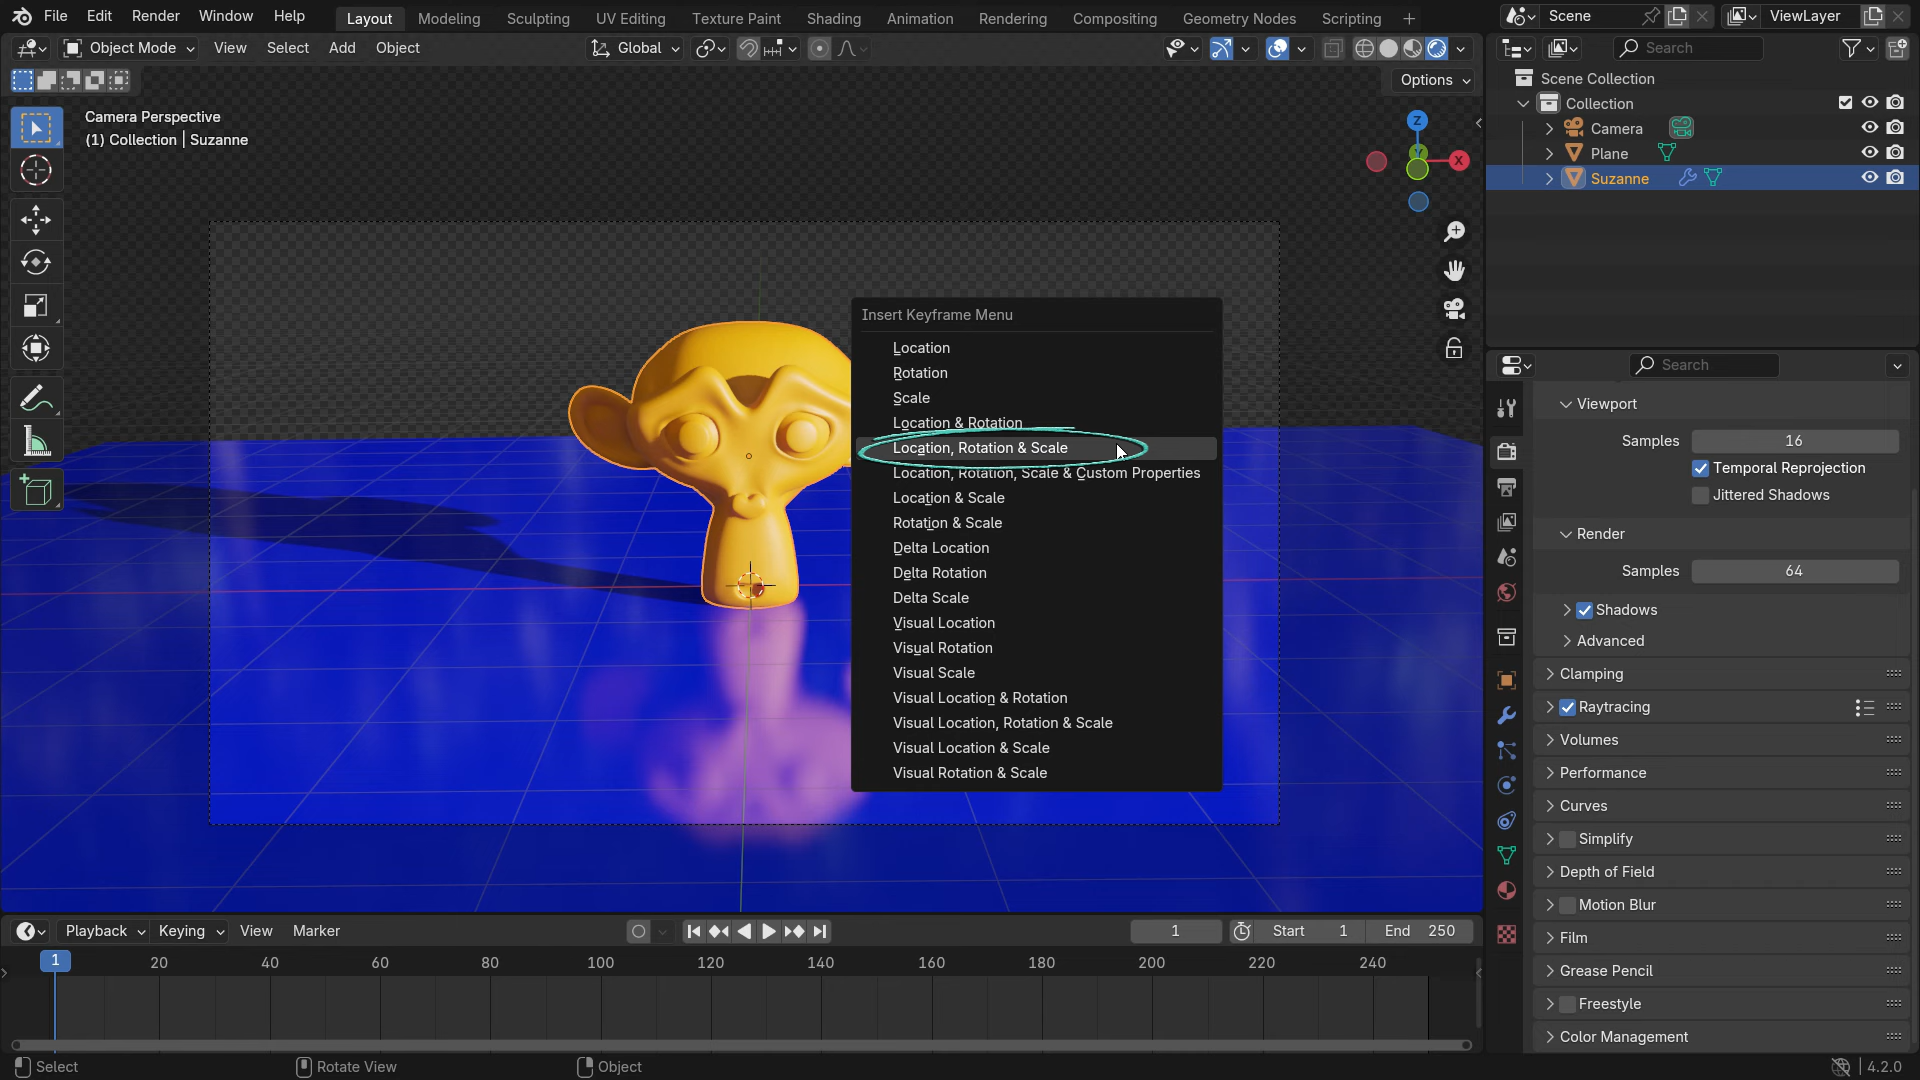 File Edit Render Window Help Layout Modeling Sculpting UV Editing Texture Paint Shading Animation Rendering Compositing Geometry Nodes Scripting + Scene ViewLayer
Object Mode View Select Add Object Global Search
Options
Scene Collection
Collection
Camera
Plane
Suzanne
Camera Perspective
(1) Collection | Suzanne
Z
Y
X
Insert Keyframe Menu
Location
Rotation
Scale
Location & Rotation
Location, Rotation & Scale
Location, Rotation, Scale & Custom Properties
Location & Scale
Rotation & Scale
Delta Location
Delta Rotation
Delta Scale
Visual Location
Visual Rotation
Visual Scale
Visual Location & Rotation
Visual Location, Rotation & Scale
Visual Location & Scale
Visual Rotation & Scale
Search
Viewport
Samples 16
Temporal Reprojection
Jittered Shadows
Render
Samples 64
Shadows
Advanced
Clamping
Raytracing
Volumes
Performance
Curves
Simplify
Depth of Field
Motion Blur
Film
Grease Pencil
Freestyle
Color Management
Playback Keying View Marker 1 Start 1 End 250
1 20 40 60 80 100 120 140 160 180 200 220 240
Select Rotate View Object 4.2.0